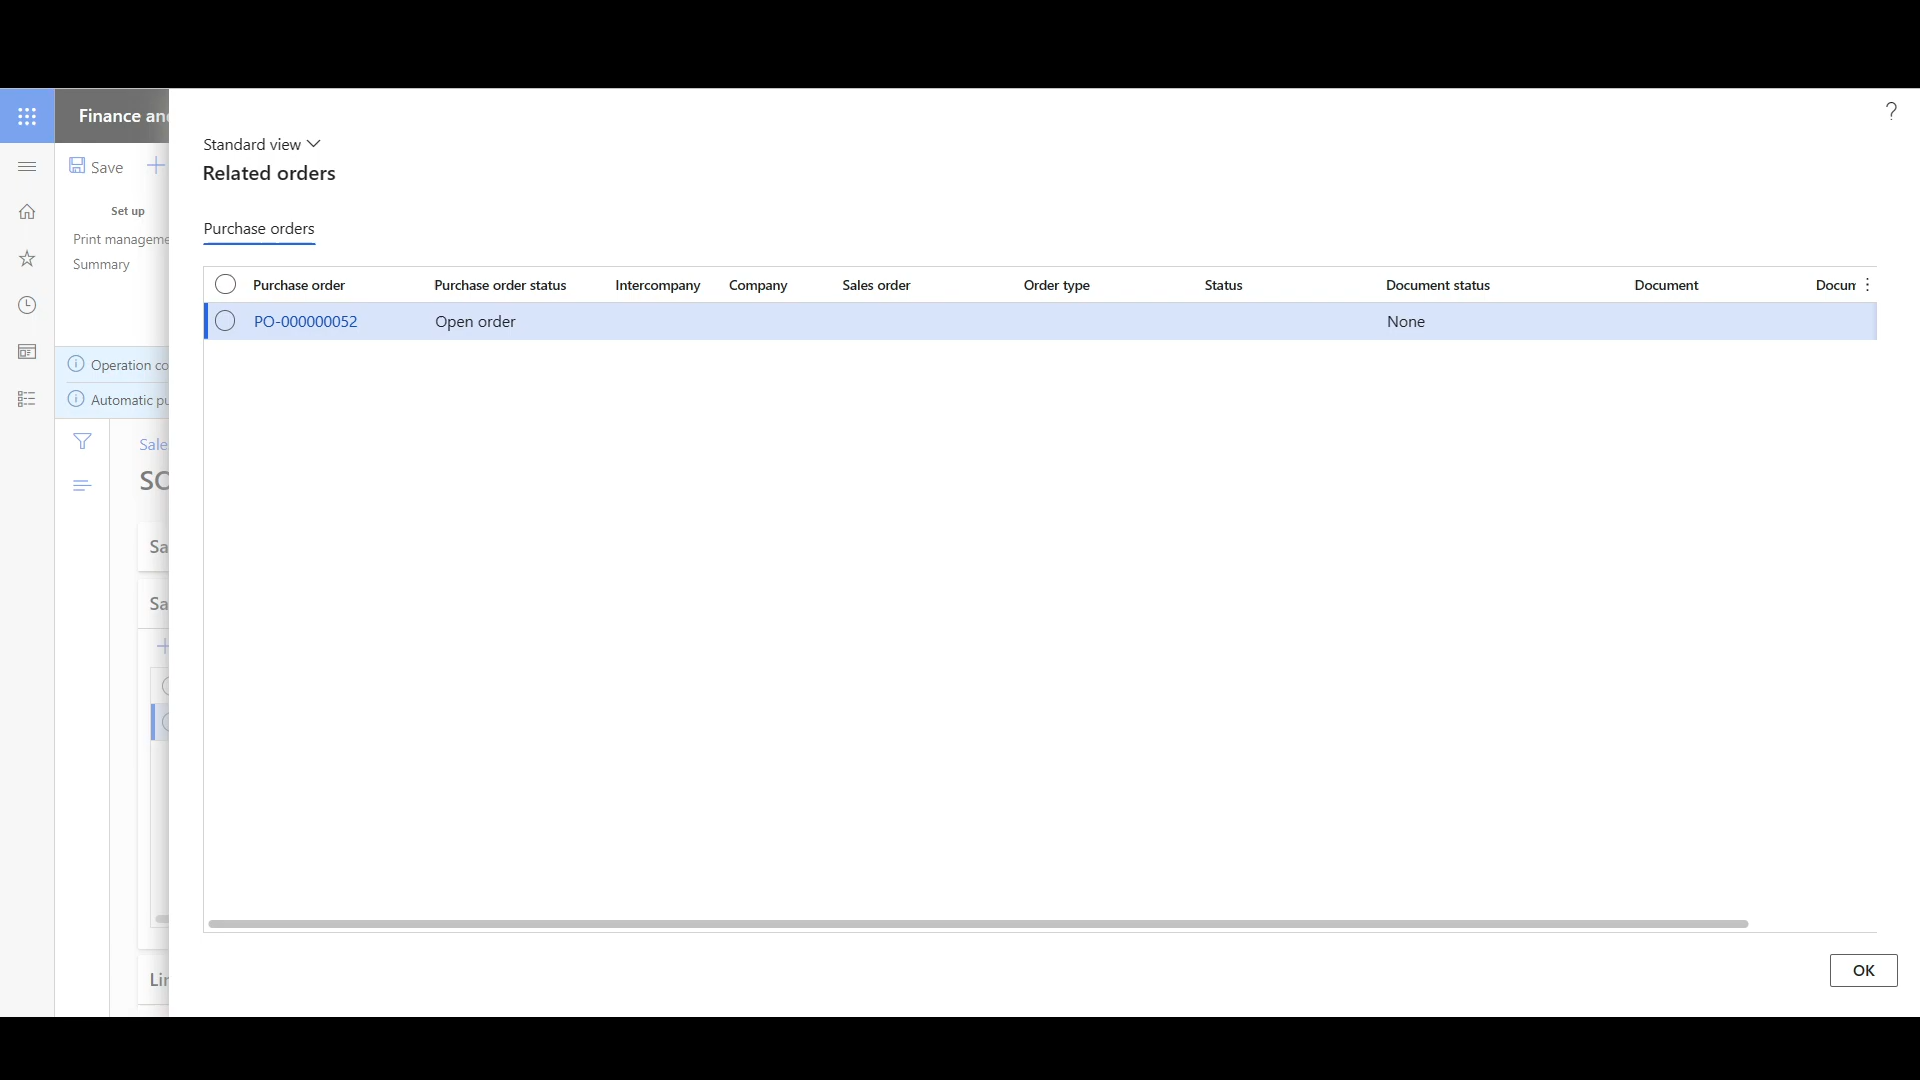 Finance an
?
Save
Standard view
Related orders
Set up
Print manageme
Summary
Purchase orders
Purchase order Purchase order status Intercompany Company Sales order Order type Status Document status Document Docum
PO-000000052 Open order None
Operation co
Automatic pu
Sale
SO
Sa
Sa
Lin
OK